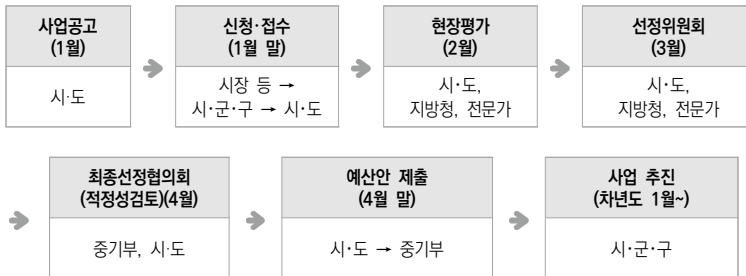 사업공고
(1월)
시·도
신청·접수
(1월 말)
시장 등 →
시·군·구 → 시·도
현장평가
(2월)
시·도,
지방청, 전문가
선정위원회
(3월)
시·도,
지방청, 전문가
최종선정협의회
(적정성검토)(4월)
중기부, 시·도
예산안 제출
(4월 말)
시·도 → 중기부
사업 추진
(차년도 1월~)
시·군·구